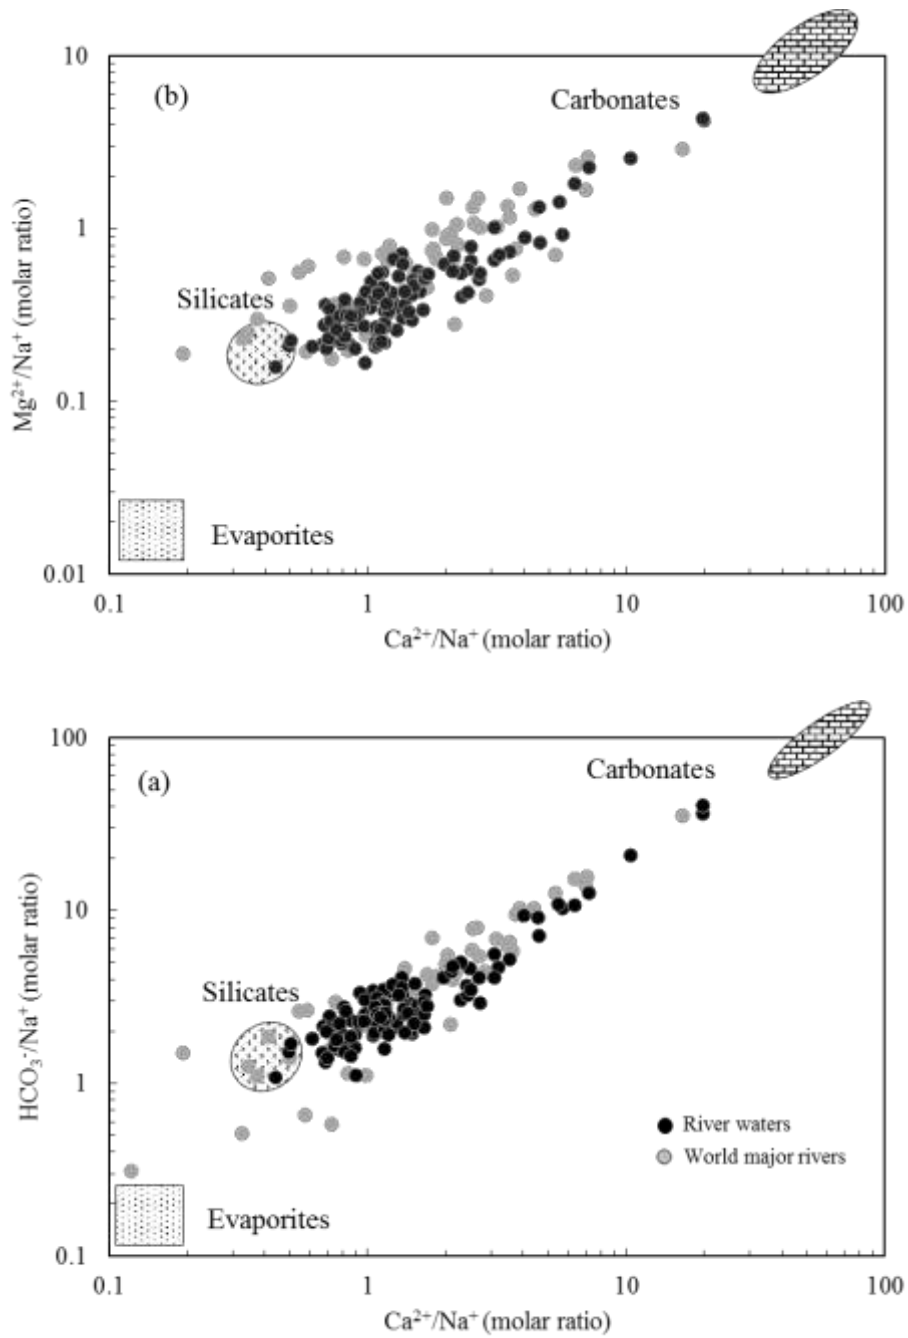 (b)
Carbonates
Silicates
Evaporites
10
1
0.1
0.01
Mg²⁺/Na⁺ (molar ratio)
0.1
1
10
100
Ca²⁺/Na⁺ (molar ratio)
(a)
Carbonates
Silicates
Evaporites
River waters
World major rivers
100
10
1
0.1
HCO₃⁻/Na⁺ (molar ratio)
0.1
1
10
100
Ca²⁺/Na⁺ (molar ratio)